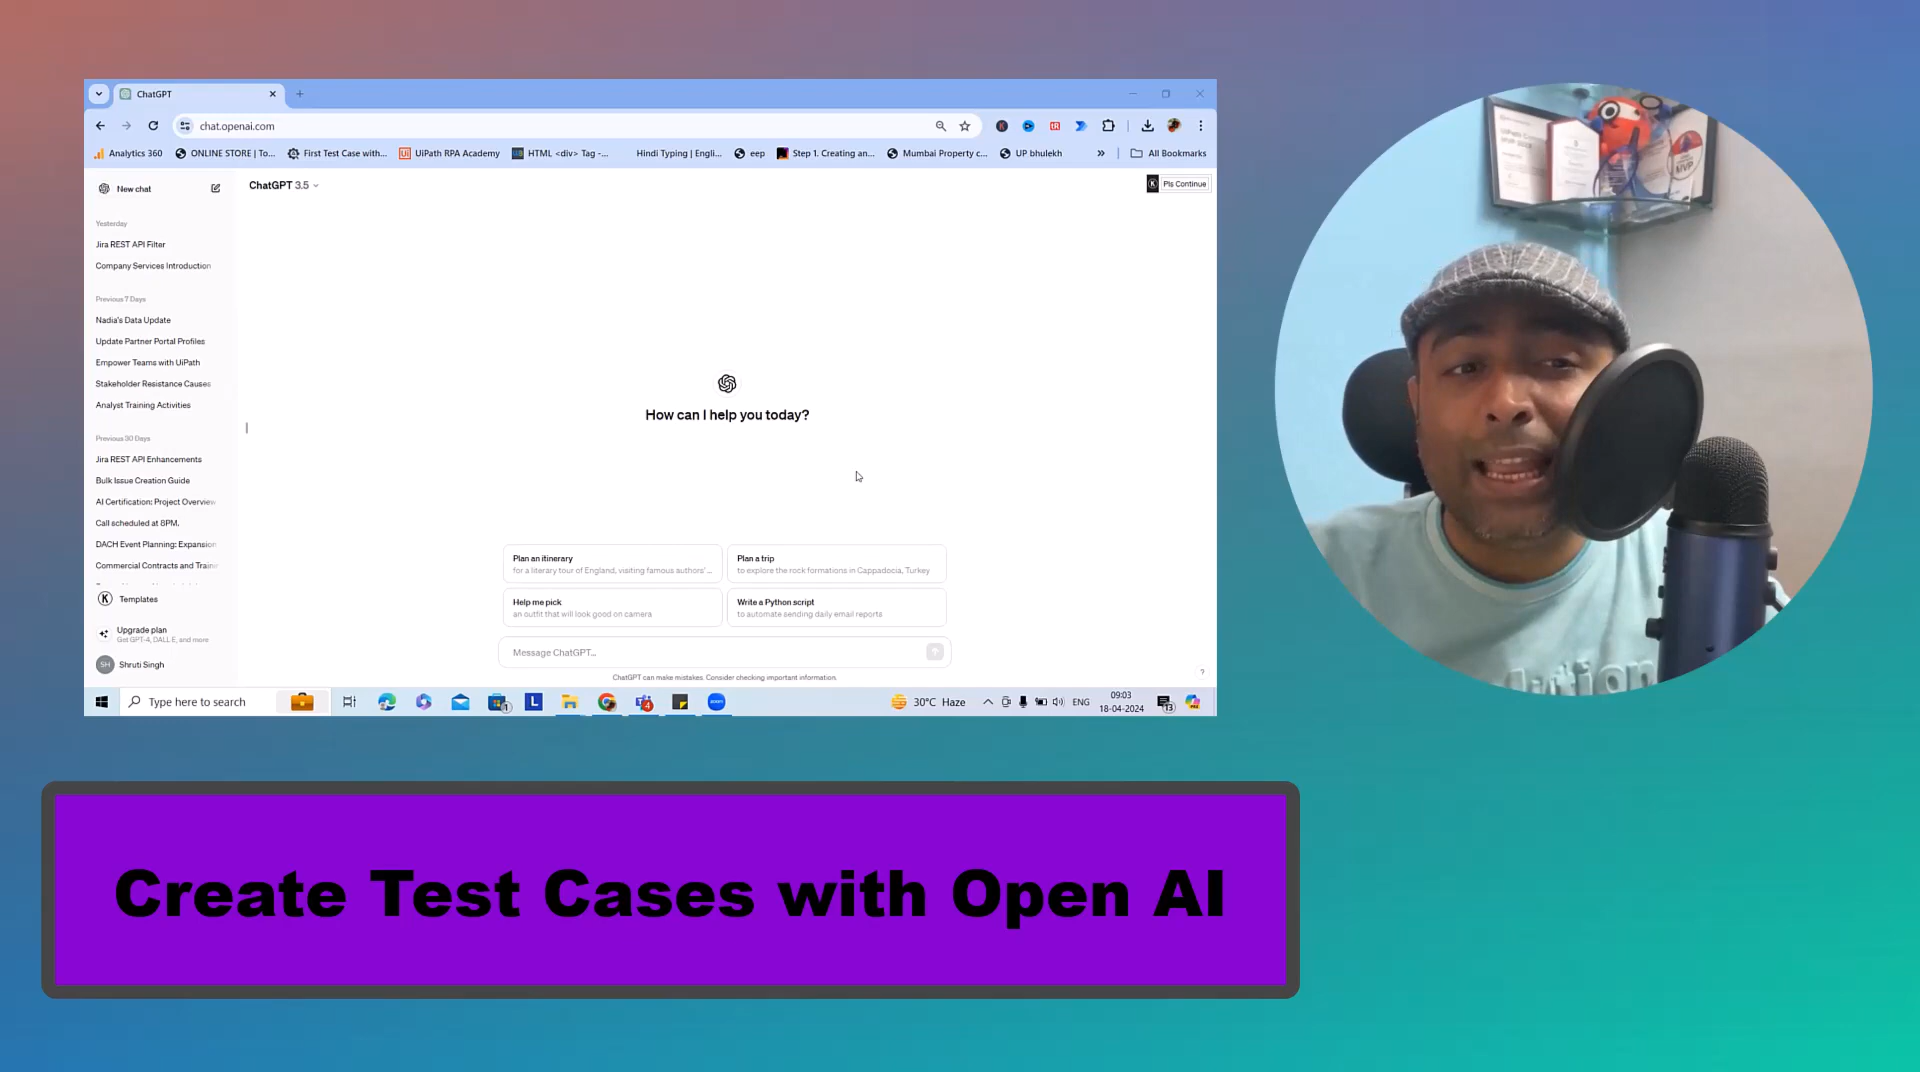 ChatGPT
chat.openai.com
Analytics 360
ONLINE STORE | To...
First Test Case with...
UiPath RPA Academy
HTML <div> Tag -...
Hindi Typing | Engli...
eep
Step 1. Creating an...
Mumbai Property c...
UP bhulekh
»
All Bookmarks
New chat
ChatGPT 3.5
Pls Continue
Yesterday
Jira REST API Filter
Company Services Introduction
Previous 7 Days
Nadia's Data Update
Update Partner Portal Profiles
Empower Teams with UiPath
Stakeholder Resistance Causes
Analyst Training Activities
Previous 30 Days
Jira REST API Enhancements
Bulk Issue Creation Guide
AI Certification: Project Overview
Call scheduled at 8PM.
DACH Event Planning: Expansion
Commercial Contracts and Traini
Templates
Upgrade plan
Get GPT-4, DALL·E, and more
SH
Shruti Singh
How can I help you today?
Plan an itinerary
for a literary tour of England, visiting famous authors' ...
Plan a trip
to explore the rock formations in Cappadocia, Turkey
Help me pick
an outfit that will look good on camera
Write a Python script
to automate sending daily email reports
Message ChatGPT...
ChatGPT can make mistakes. Consider checking important information.
?
Type here to search
L
zoom
30°C Haze
ENG
09:03
18-04-2024
MVP
Create Test Cases with Open AI